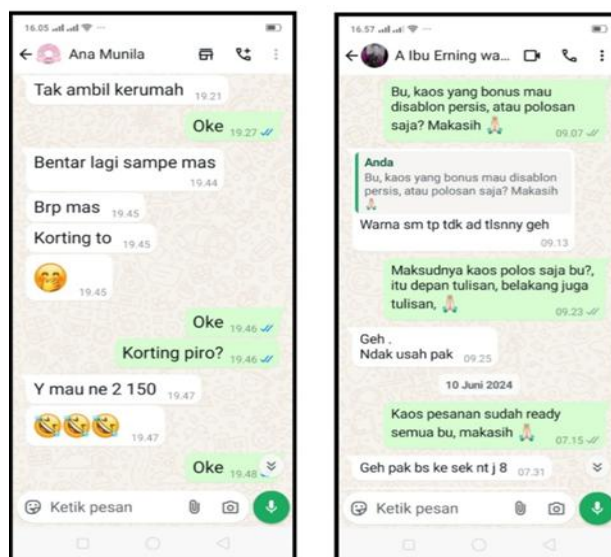 16.05
Ana Munila
Tak ambil kerumah 19.21
Oke 19.27
Bentar lagi sampe mas
19.44
Brp mas 19.45
Korting to 19.45
19.45
Oke 19.46
Korting piro? 19.46
Y mau ne 2 150 19.47
19.47
Oke 19.48
Ketik pesan
16.57
A Ibu Erning wa...
Bu, kaos yang bonus mau
disablon persis, atau polosan
saja? Makasih 🙏
09.07
Anda
Bu, kaos yang bonus mau disablon
persis, atau polosan saja? Makasih
🙏
Warna sm tp tdk ad tlsnny geh
09.13
Maksudnya kaos polos saja bu?,
itu depan tulisan, belakang juga
tulisan, 🙏
09.23
Geh .
Ndak usah pak 09.25
10 Juni 2024
Kaos pesanan sudah ready
semua bu, makasih 🙏
07.15
Geh pak bs ke sek nt j 8 07.31
Ketik pesan